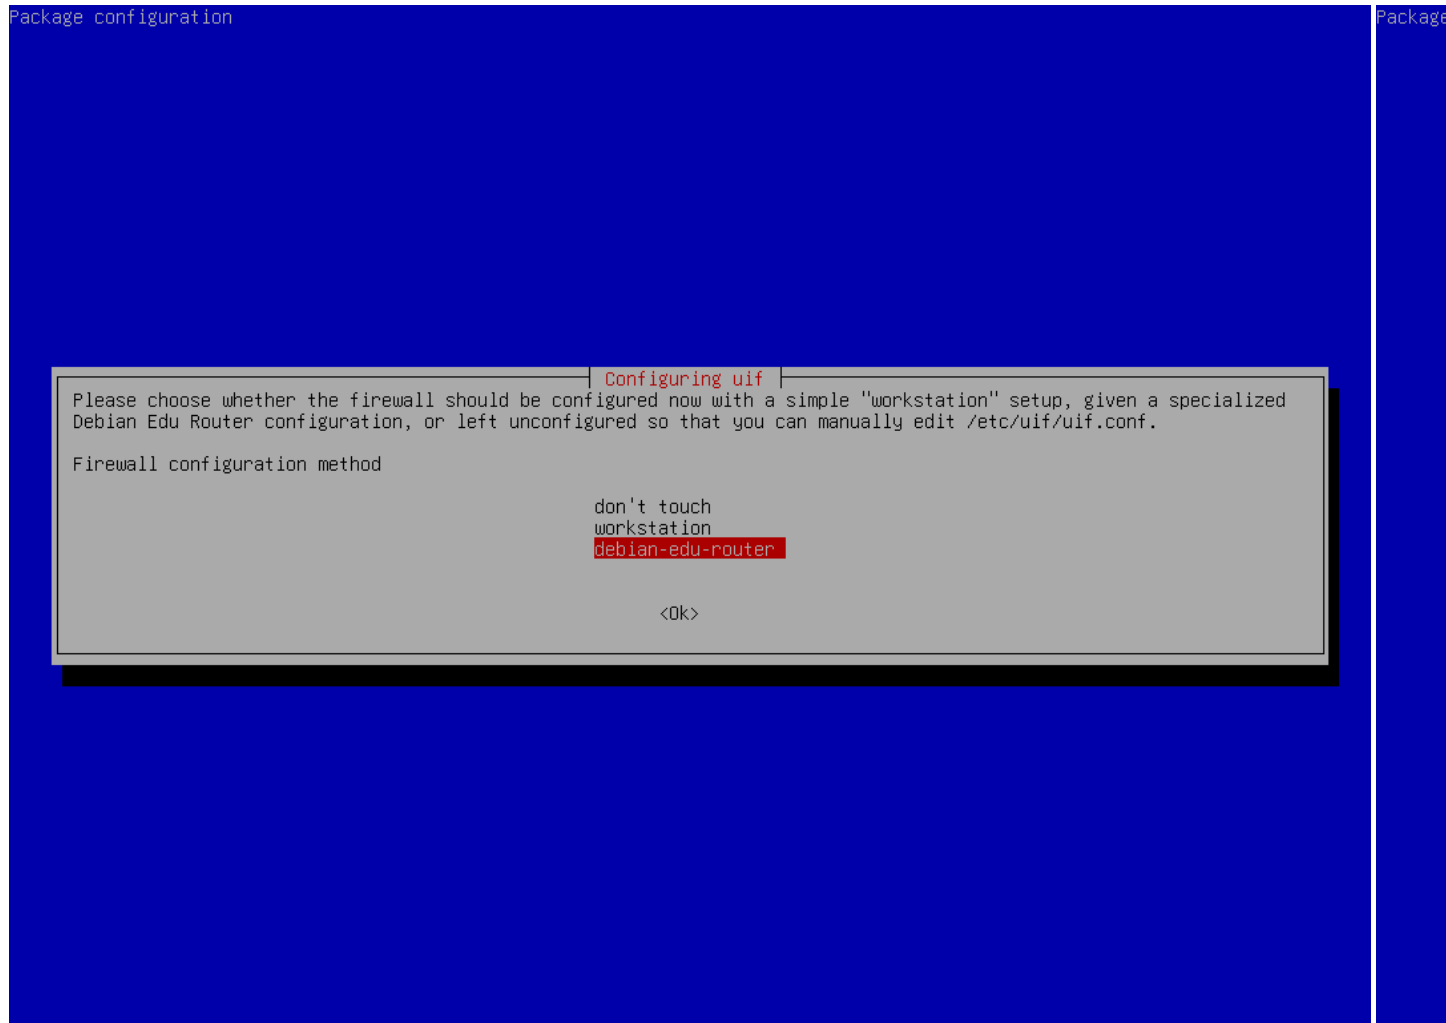 Package configuration
Package
Configuring uif
Please choose whether the firewall should be configured now with a simple "workstation" setup, given a specialized
Debian Edu Router configuration, or left unconfigured so that you can manually edit /etc/uif/uif.conf.
Firewall configuration method
don't touch
workstation
debian-edu-router
<Ok>